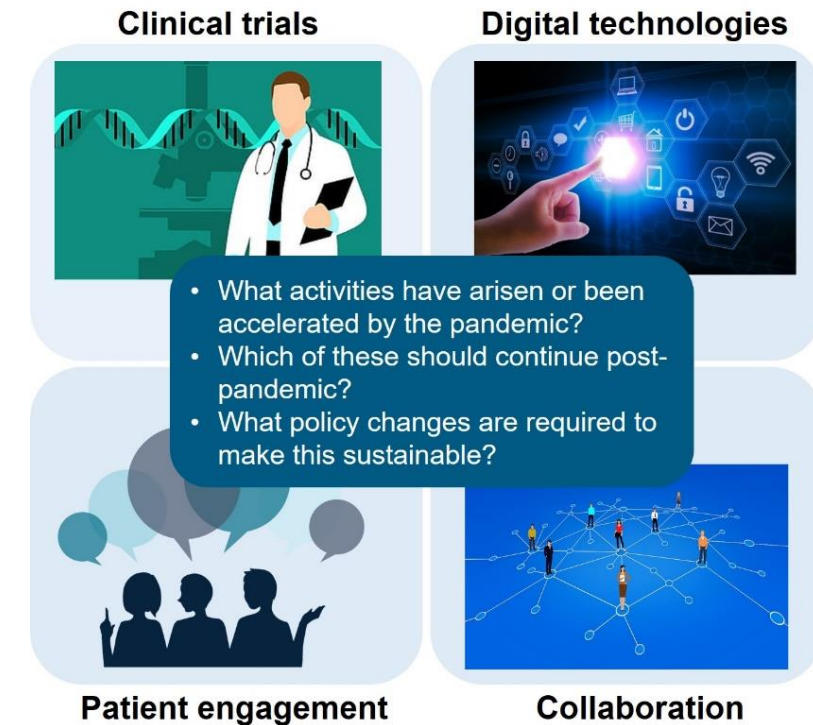 Clinical trials
Digital technologies
• What activities have arisen or been
accelerated by the pandemic?
• Which of these should continue post-
pandemic?
• What policy changes are required to
make this sustainable?
Patient engagement
Collaboration